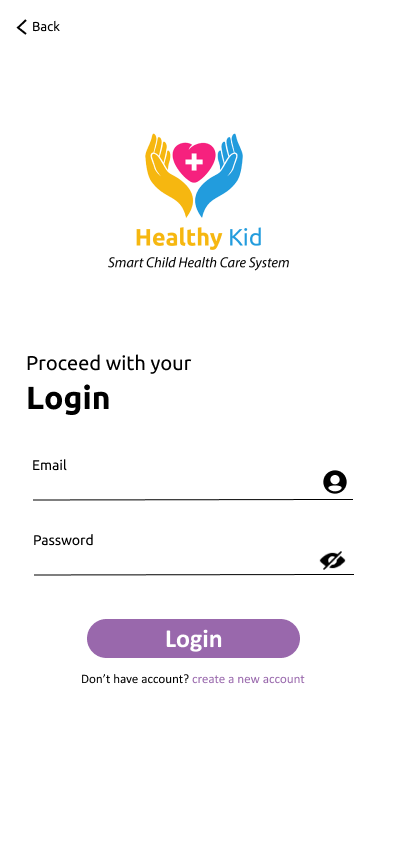 Back
Healthy Kid
Smart Child Health Care System
Proceed with your
Login
Email
Password
Login
Don't have account? create a new account